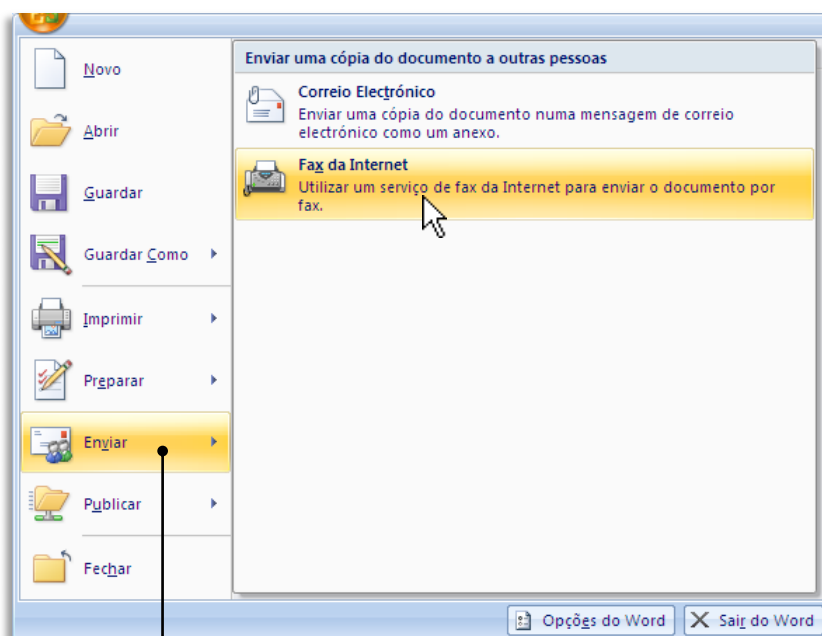 Novo
Abrir
Guardar
Guardar Como
Imprimir
Preparar
Enviar
Publicar
Fechar
Enviar uma cópia do documento a outras pessoas
Correio Electrónico
Enviar uma cópia do documento numa mensagem de correio
electrónico como um anexo.
Fax da Internet
Utilizar um serviço de fax da Internet para enviar o documento por
fax.
Opções do Word
Sair do Word